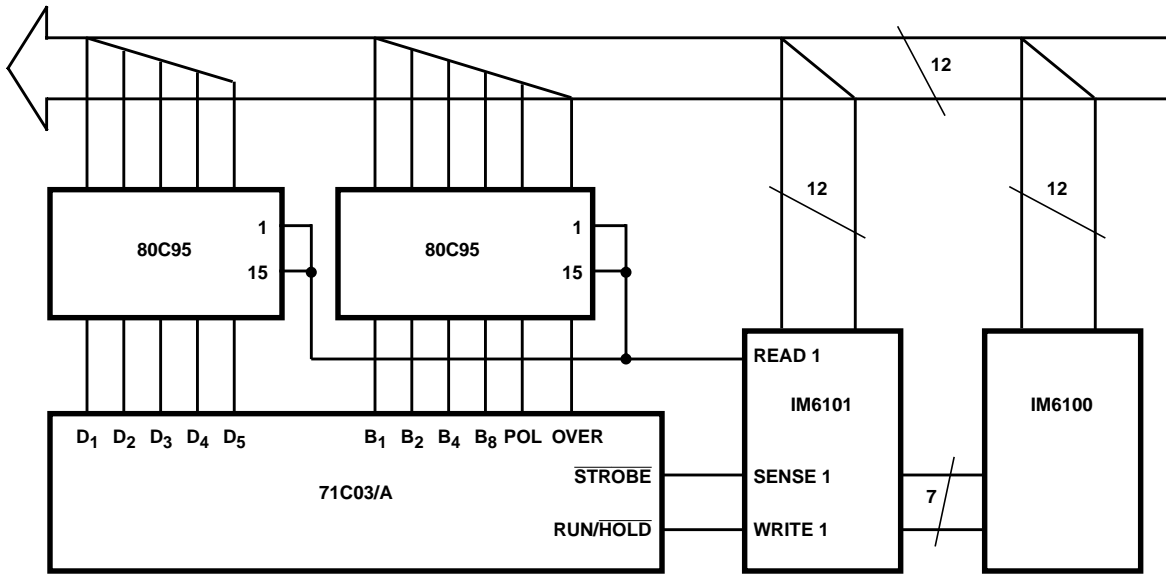 12
12
12
80C95
1
15
80C95
1
15
READ 1
IM6101
IM6100
D1 D2 D3 D4 D5
B1 B2 B4 B8 POL OVER
STROBE
SENSE 1
71C03/A
7
RUN/HOLD
WRITE 1